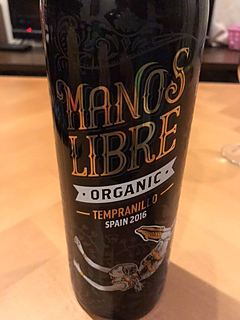 MANOS
LIBRE
• ORGANIC •
TEMPRANILLO
SPAIN 2016